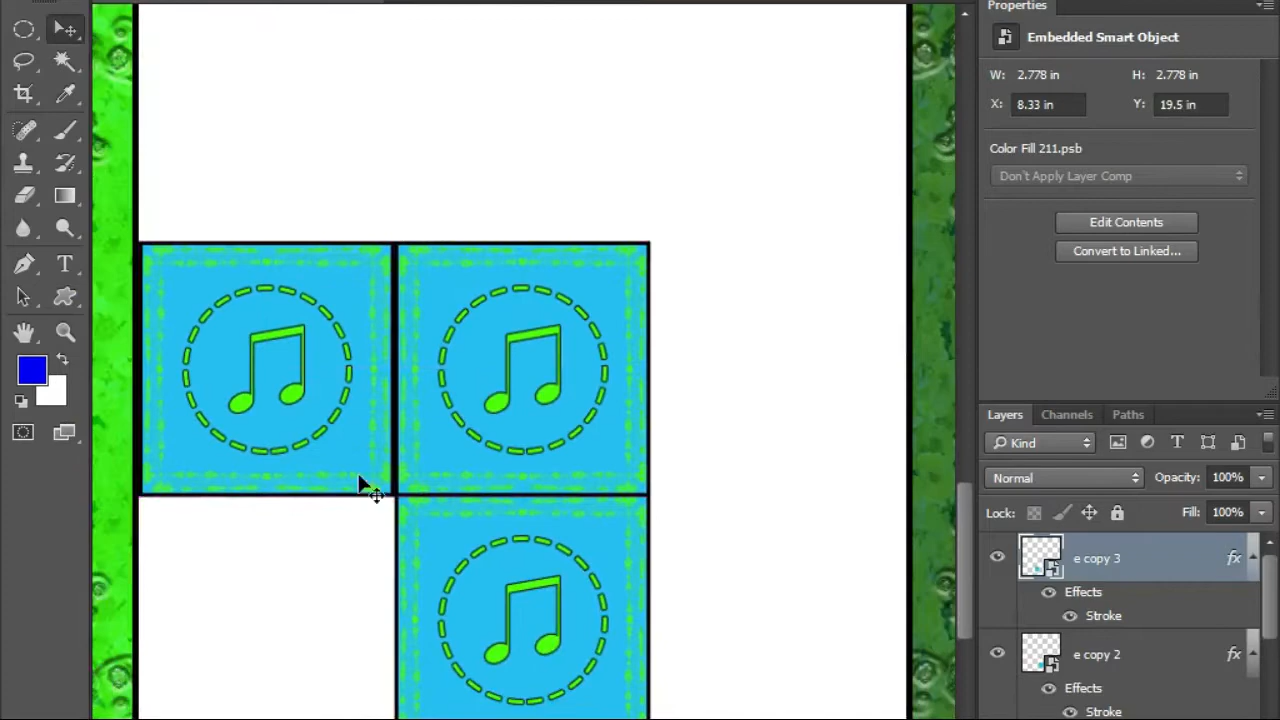 Properties
Embedded Smart Object
W: 2.778 in H: 2.778 in
X: 8.33 in Y: 19.5 in
Color Fill 211.psb
Don't Apply Layer Comp
Edit Contents
Convert to Linked...
Layers Channels Paths
Kind
Normal Opacity: 100%
Lock: Fill: 100%
e copy 3 fx
Effects
Stroke
e copy 2 fx
Effects
Stroke